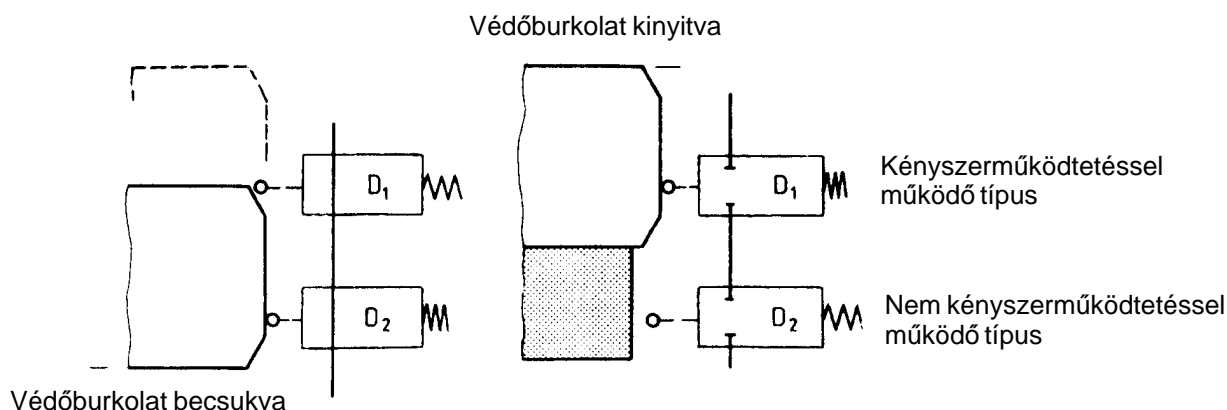 Védőburkolat kinyitva
D1
D2
Védőburkolat becsukva
D1
Kényszerműködtetéssel
működő típus
D2
Nem kényszerműködtetéssel
működő típus